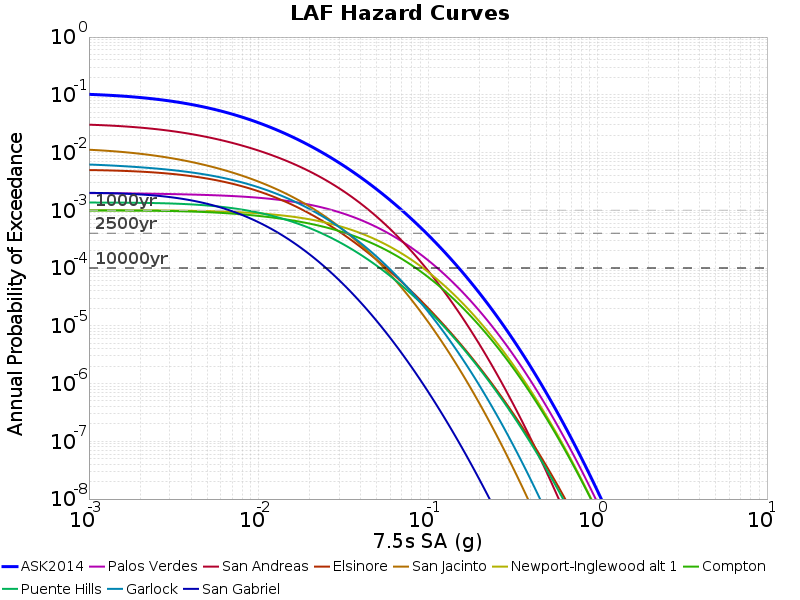 LAF Hazard Curves
10^0
10^-1
10^-2
10^-3
10^-4
10^-5
10^-6
10^-7
10^-8
Annual Probability of Exceedance
1000yr
2500yr
10000yr
10^-3 10^-2 10^-1 10^0 10^1
7.5s SA (g)
ASK2014 Palos Verdes San Andreas Elsinore San Jacinto Newport-Inglewood alt 1 Compton
Puente Hills Garlock San Gabriel